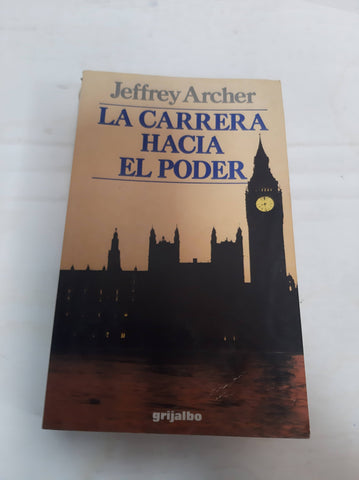 Jeffrey Archer
LA CARRERA
HACIA
EL PODER
grijalbo